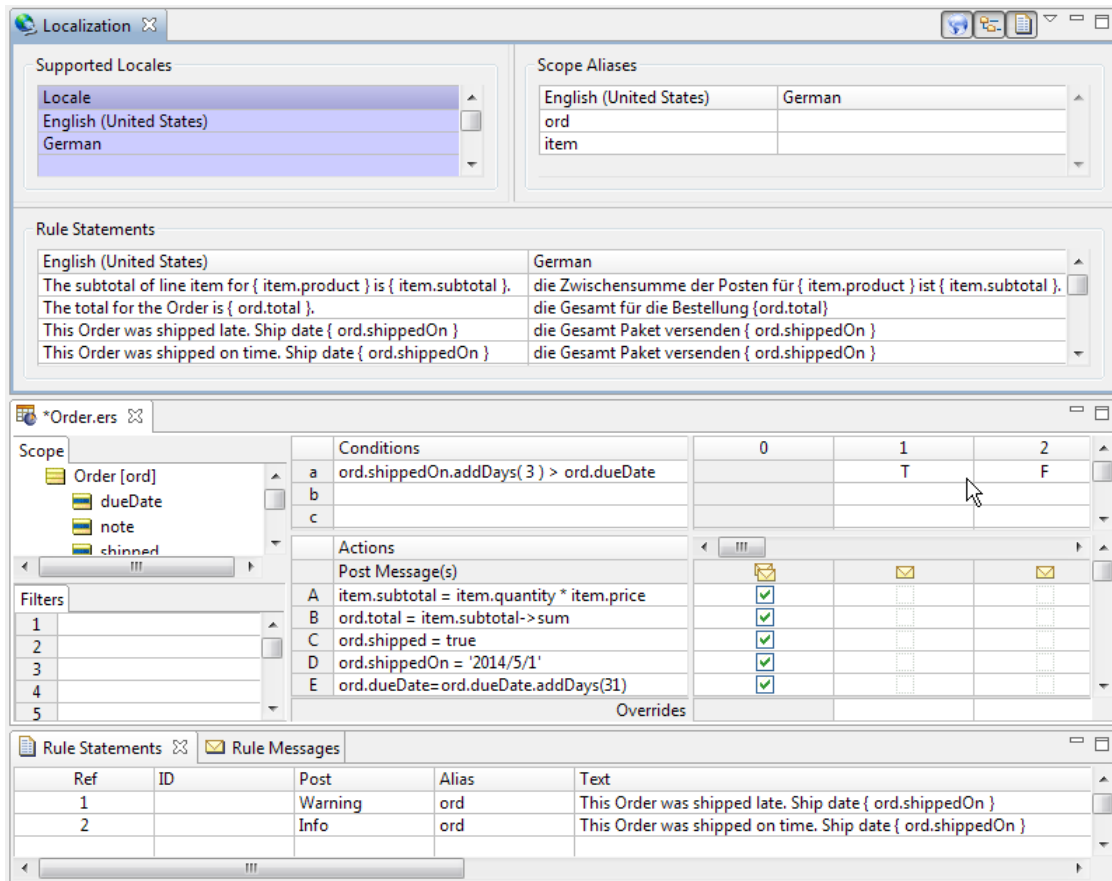 Localization
Supported Locales
Locale
English (United States)
German
Scope Aliases
English (United States) German
ord
item
Rule Statements
English (United States) German
The subtotal of line item for { item.product } is { item.subtotal }. die Zwischensumme der Posten für { item.product } ist { item.subtotal }.
The total for the Order is { ord.total }. die Gesamt für die Bestellung {ord.total}
This Order was shipped late. Ship date { ord.shippedOn } die Gesamt Paket versenden { ord.shippedOn }
This Order was shipped on time. Ship date { ord.shippedOn } die Gesamt Paket versenden { ord.shippedOn }
*Order.ers
Scope
Order [ord]
dueDate
note
shipped
Filters
1
2
3
4
5
Conditions 0 1 2
a ord.shippedOn.addDays( 3 ) > ord.dueDate T F
b
c
Actions
Post Message(s)
A item.subtotal = item.quantity * item.price
B ord.total = item.subtotal->sum
C ord.shipped = true
D ord.shippedOn = '2014/5/1'
E ord.dueDate=ord.dueDate.addDays(31)
Overrides
Rule Statements Rule Messages
Ref ID Post Alias Text
1 Warning ord This Order was shipped late. Ship date { ord.shippedOn }
2 Info ord This Order was shipped on time. Ship date { ord.shippedOn }